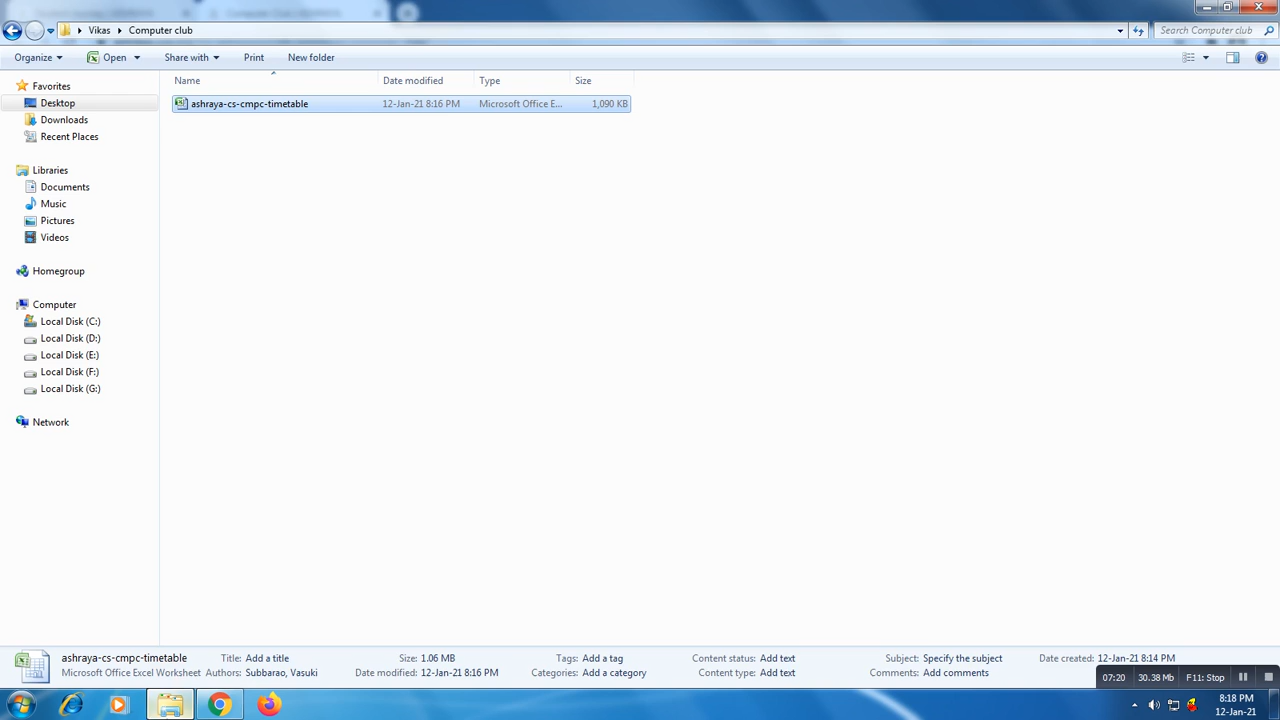 Vikas
Computer club
Search Computer club
Organize
Open
Share with
Print
New folder
Name
Date modified
Type
Size
ashraya-cs-cmpc-timetable
12-Jan-21 8:16 PM
Microsoft Office E...
1,090 KB
Favorites
Desktop
Downloads
Recent Places
Libraries
Documents
Music
Pictures
Videos
Homegroup
Computer
Local Disk (C:)
Local Disk (D:)
Local Disk (E:)
Local Disk (F:)
Local Disk (G:)
Network
ashraya-cs-cmpc-timetable
Title: Add a title
Size: 1.06 MB
Tags: Add a tag
Content status: Add text
Subject: Specify the subject
Date created: 12-Jan-21 8:14 PM
Microsoft Office Excel Worksheet
Authors: Subbarao, Vasuki
Date modified: 12-Jan-21 8:16 PM
Categories: Add a category
Content type: Add text
Comments: Add comments
07:20
30.38 Mb
F11: Stop
8:18 PM
12-Jan-21